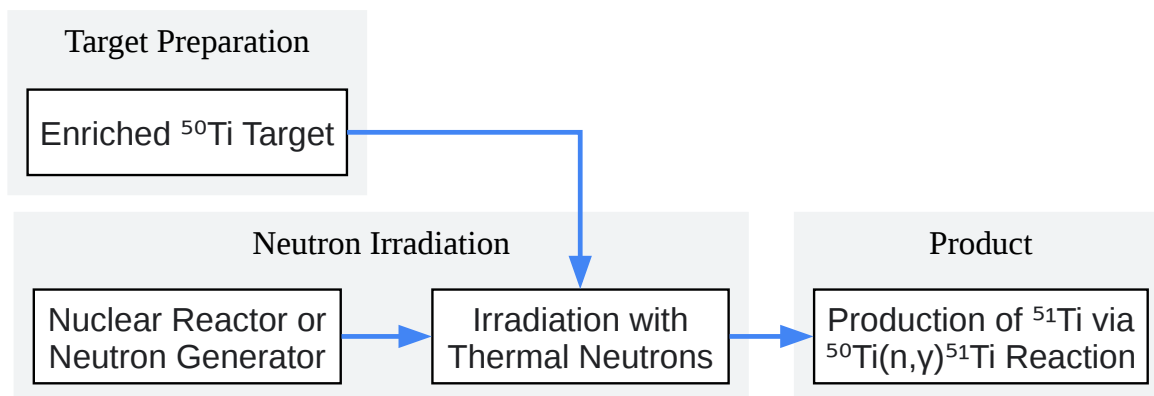 Target Preparation
Enriched ⁵⁰Ti Target
Neutron Irradiation
Nuclear Reactor or
Neutron Generator
Irradiation with
Thermal Neutrons
Product
Production of ⁵¹Ti via
⁵⁰Ti(n,γ)⁵¹Ti Reaction